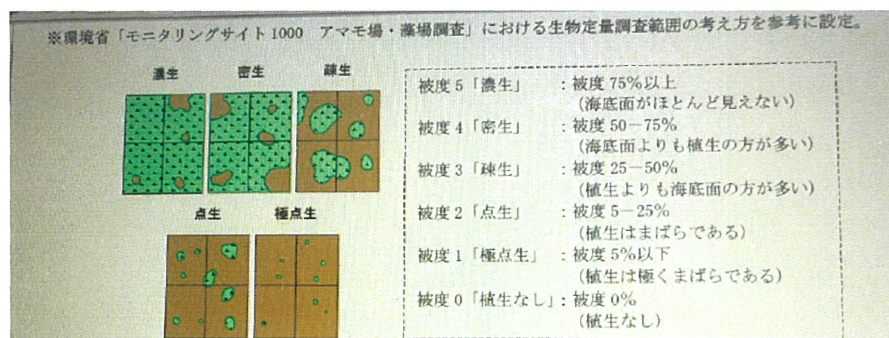 ※環境省「モニタリングサイト1000　アマモ場・藻場調査」における生物定量調査範囲の考え方を参考に設定。
濃生　密生　疎生
点生　極点生
被度 5「濃生」　：被度 75%以上
（海底面がほとんど見えない）
被度 4「密生」　：被度 50－75%
（海底面よりも植生の方が多い）
被度 3「疎生」　：被度 25－50%
（植生よりも海底面の方が多い）
被度 2「点生」　：被度 5－25%
（植生はまばらである）
被度 1「極点生」　：被度 5%以下
（植生は極くまばらである）
被度 0「植生なし」：被度 0%
（植生なし）